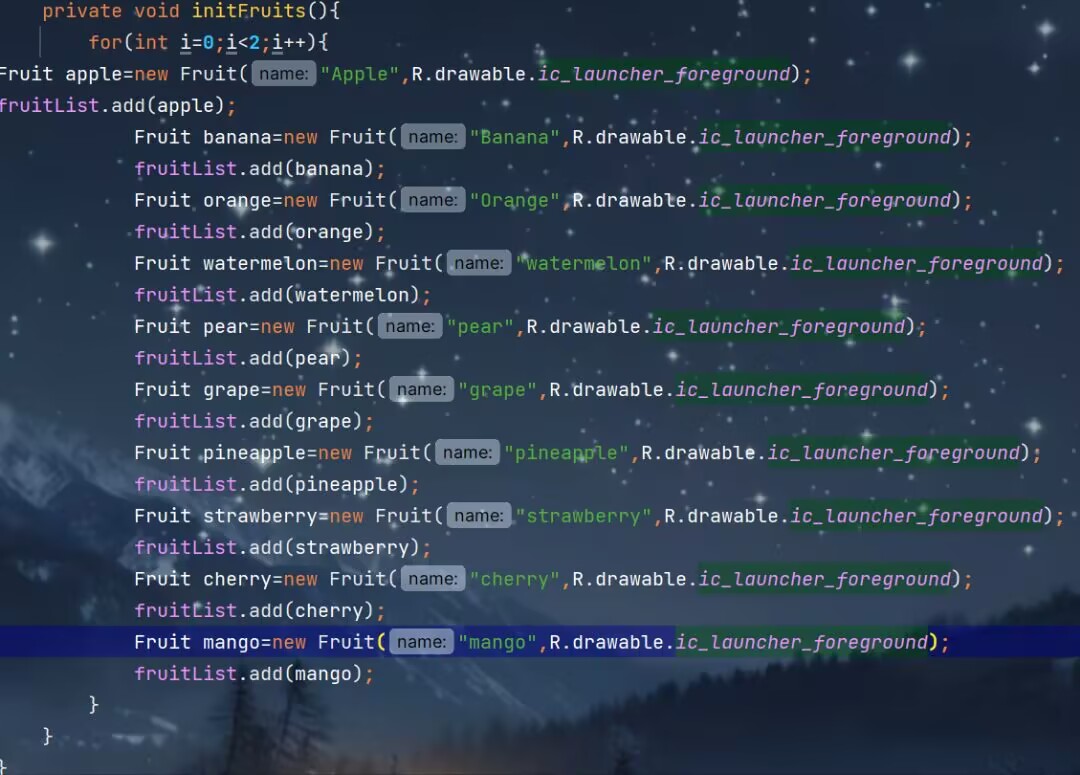 private void initFruits(){
for(int i=0;i<2;i++){
Fruit apple=new Fruit( name: "Apple",R.drawable.ic_launcher_foreground);
fruitList.add(apple);
Fruit banana=new Fruit( name: "Banana",R.drawable.ic_launcher_foreground);
fruitList.add(banana);
Fruit orange=new Fruit( name: "Orange",R.drawable.ic_launcher_foreground);
fruitList.add(orange);
Fruit watermelon=new Fruit( name: "watermelon",R.drawable.ic_launcher_foreground);
fruitList.add(watermelon);
Fruit pear=new Fruit( name: "pear",R.drawable.ic_launcher_foreground);
fruitList.add(pear);
Fruit grape=new Fruit( name: "grape",R.drawable.ic_launcher_foreground);
fruitList.add(grape);
Fruit pineapple=new Fruit( name: "pineapple",R.drawable.ic_launcher_foreground);
fruitList.add(pineapple);
Fruit strawberry=new Fruit( name: "strawberry",R.drawable.ic_launcher_foreground);
fruitList.add(strawberry);
Fruit cherry=new Fruit( name: "cherry",R.drawable.ic_launcher_foreground);
fruitList.add(cherry);
Fruit mango=new Fruit( name: "mango",R.drawable.ic_launcher_foreground);
fruitList.add(mango);
}
}
}